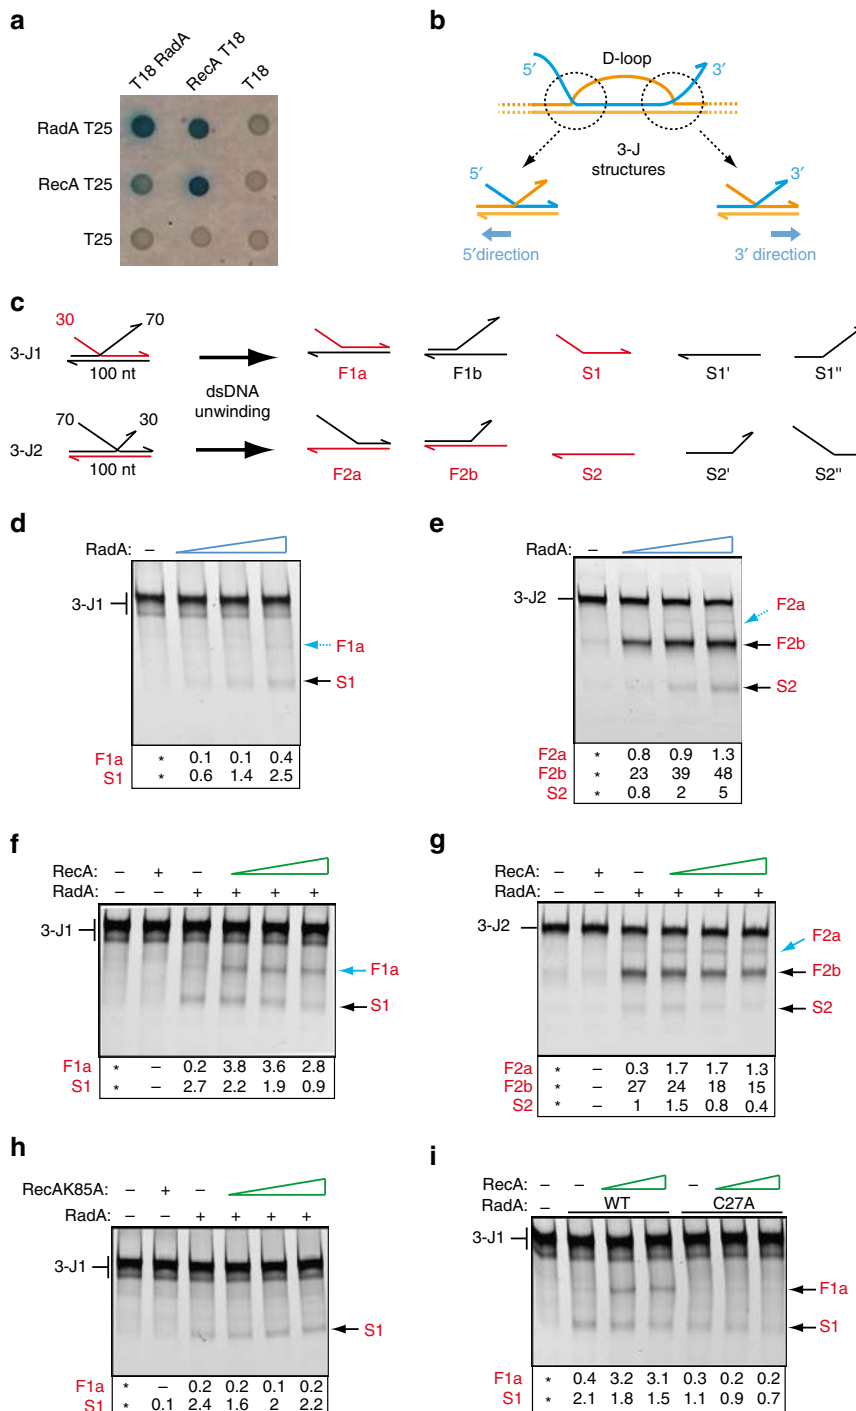 a
T18 RadA
RecA T18
T18
RadA T25
RecA T25
T25
b
D-loop
5′
3′
3-J
structures
5′
3′
5′direction
3′ direction
c
30
70
3-J1
100 nt
dsDNA
unwinding
F1a
F1b
S1
S1'
S1''
70
30
3-J2
100 nt
F2a
F2b
S2
S2'
S2''
d
RadA: –
3-J1
F1a
S1
F1a * 0.1 0.1 0.4
S1 * 0.6 1.4 2.5
e
RadA: –
3-J2
F2a
F2b
S2
F2a * 0.8 0.9 1.3
F2b * 23 39 48
S2 * 0.8 2 5
f
RecA: – + –
RadA: – – + + + +
3-J1
F1a
S1
F1a * – 0.2 3.8 3.6 2.8
S1 * – 2.7 2.2 1.9 0.9
g
RecA: – + –
RadA: – – + + + +
3-J2
F2a
F2b
S2
F2a * – 0.3 1.7 1.7 1.3
F2b * – 27 24 18 15
S2 * – 1 1.5 0.8 0.4
h
RecAK85A: – + –
RadA: – – + + + +
3-J1
S1
F1a * – 0.2 0.2 0.1 0.2
S1 * 0.1 2.4 1.6 2 2.2
i
RecA: – – –
RadA: – WT C27A
3-J1
F1a
S1
F1a * 0.4 3.2 3.1 0.3 0.2 0.2
S1 * 2.1 1.8 1.5 1.1 0.9 0.7